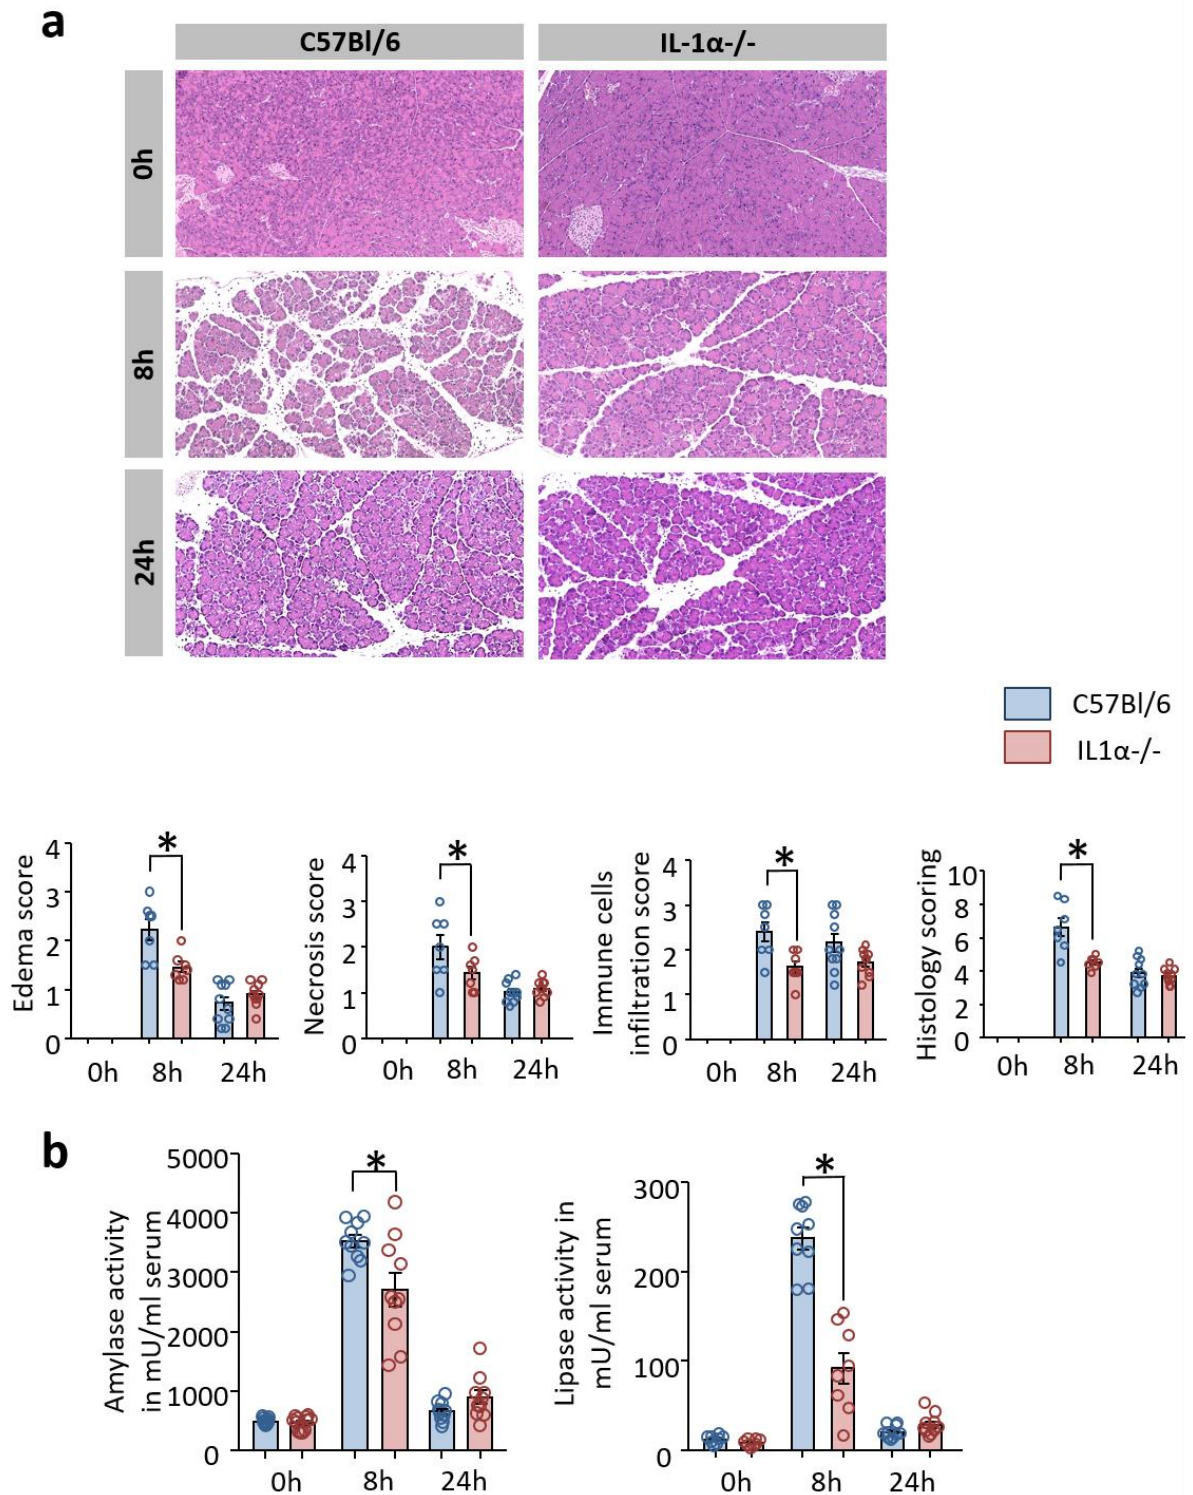 a
C57Bl/6
IL-1α-/-
0h
8h
24h
C57Bl/6
IL1α-/-
Edema score
4
3
2
1
0
*
0h 8h 24h
Necrosis score
4
3
2
1
0
*
0h 8h 24h
Immune cells
infiltration score
4
3
2
1
0
*
0h 8h 24h
Histology scoring
10
8
6
4
2
0
*
0h 8h 24h
b
Amylase activity
in mU/ml serum
5000
4000
3000
2000
1000
0
*
0h 8h 24h
Lipase activity in
mU/ml serum
300
200
100
0
*
0h 8h 24h